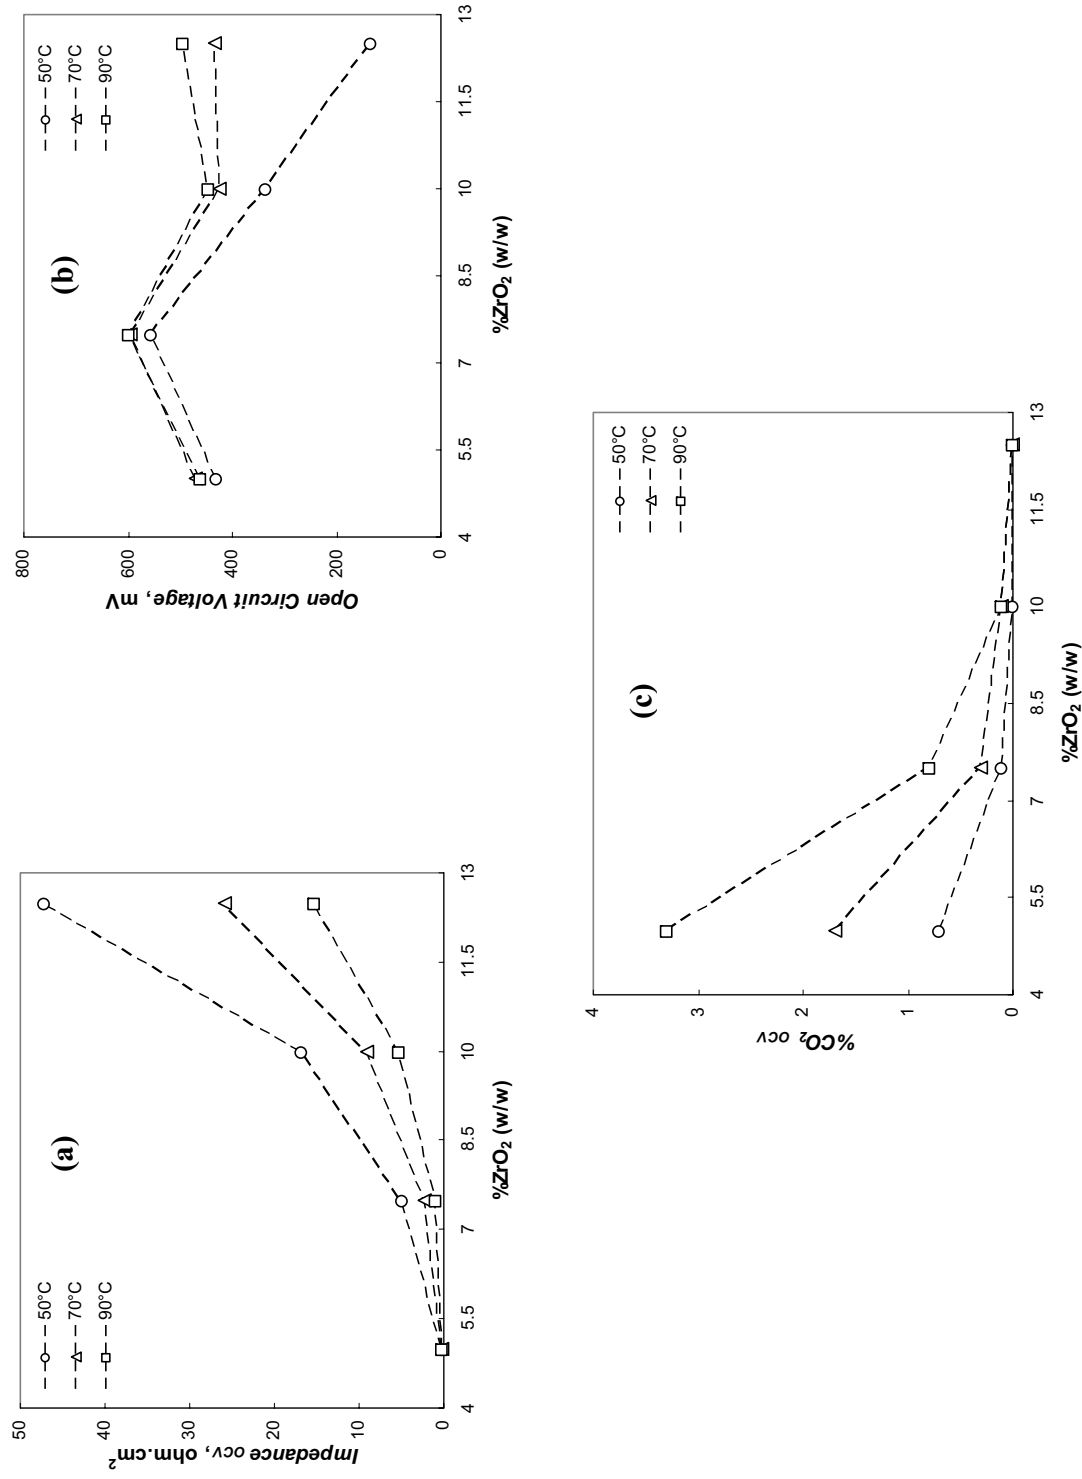 (a)
50°C
70°C
90°C
50
40
30
20
10
0
Impedance OCV, ohm.cm²
4
5.5
7
8.5
10
11.5
13
%ZrO₂ (w/w)
(b)
50°C
70°C
90°C
800
600
400
200
0
Open Circuit Voltage, mV
4
5.5
7
8.5
10
11.5
13
%ZrO₂ (w/w)
(c)
50°C
70°C
90°C
4
3
2
1
0
%CO₂ OCV
4
5.5
7
8.5
10
11.5
13
%ZrO₂ (w/w)